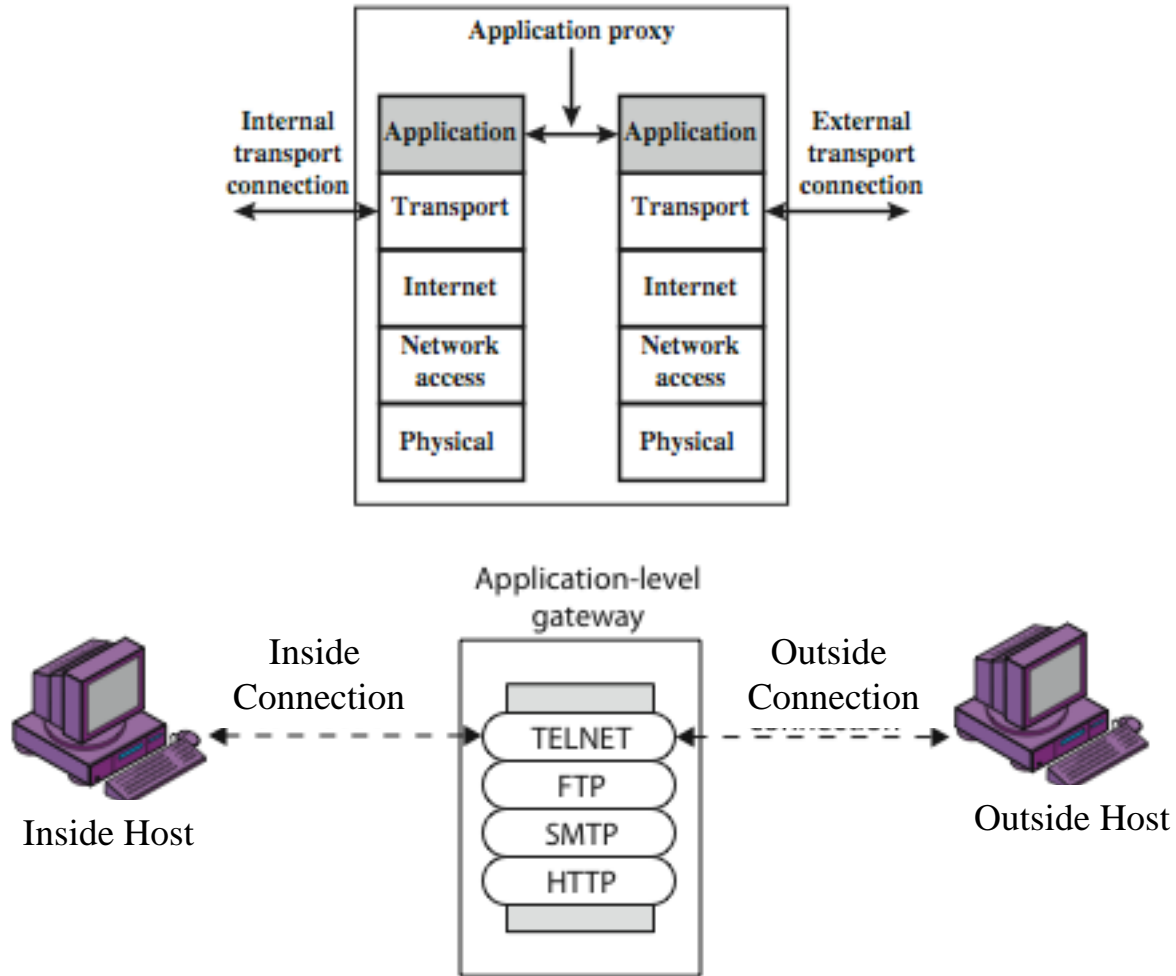 Application proxy
Internal
transport
connection
Application
Application
External
transport
connection
Transport
Transport
Internet
Internet
Network
access
Network
access
Physical
Physical
Application-level
gateway
Inside
Connection
Outside
Connection
TELNET
FTP
SMTP
HTTP
Inside Host
Outside Host